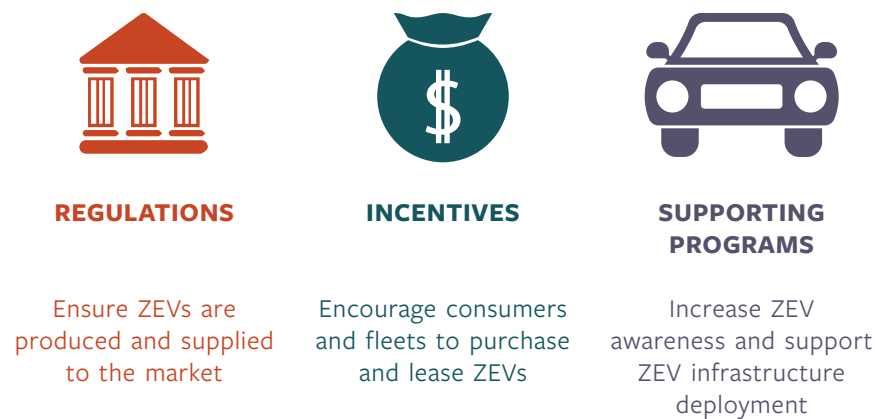 $
REGULATIONS
Ensure ZEVs are
produced and supplied
to the market
INCENTIVES
Encourage consumers
and fleets to purchase
and lease ZEVs
SUPPORTING
PROGRAMS
Increase ZEV
awareness and support
ZEV infrastructure
deployment